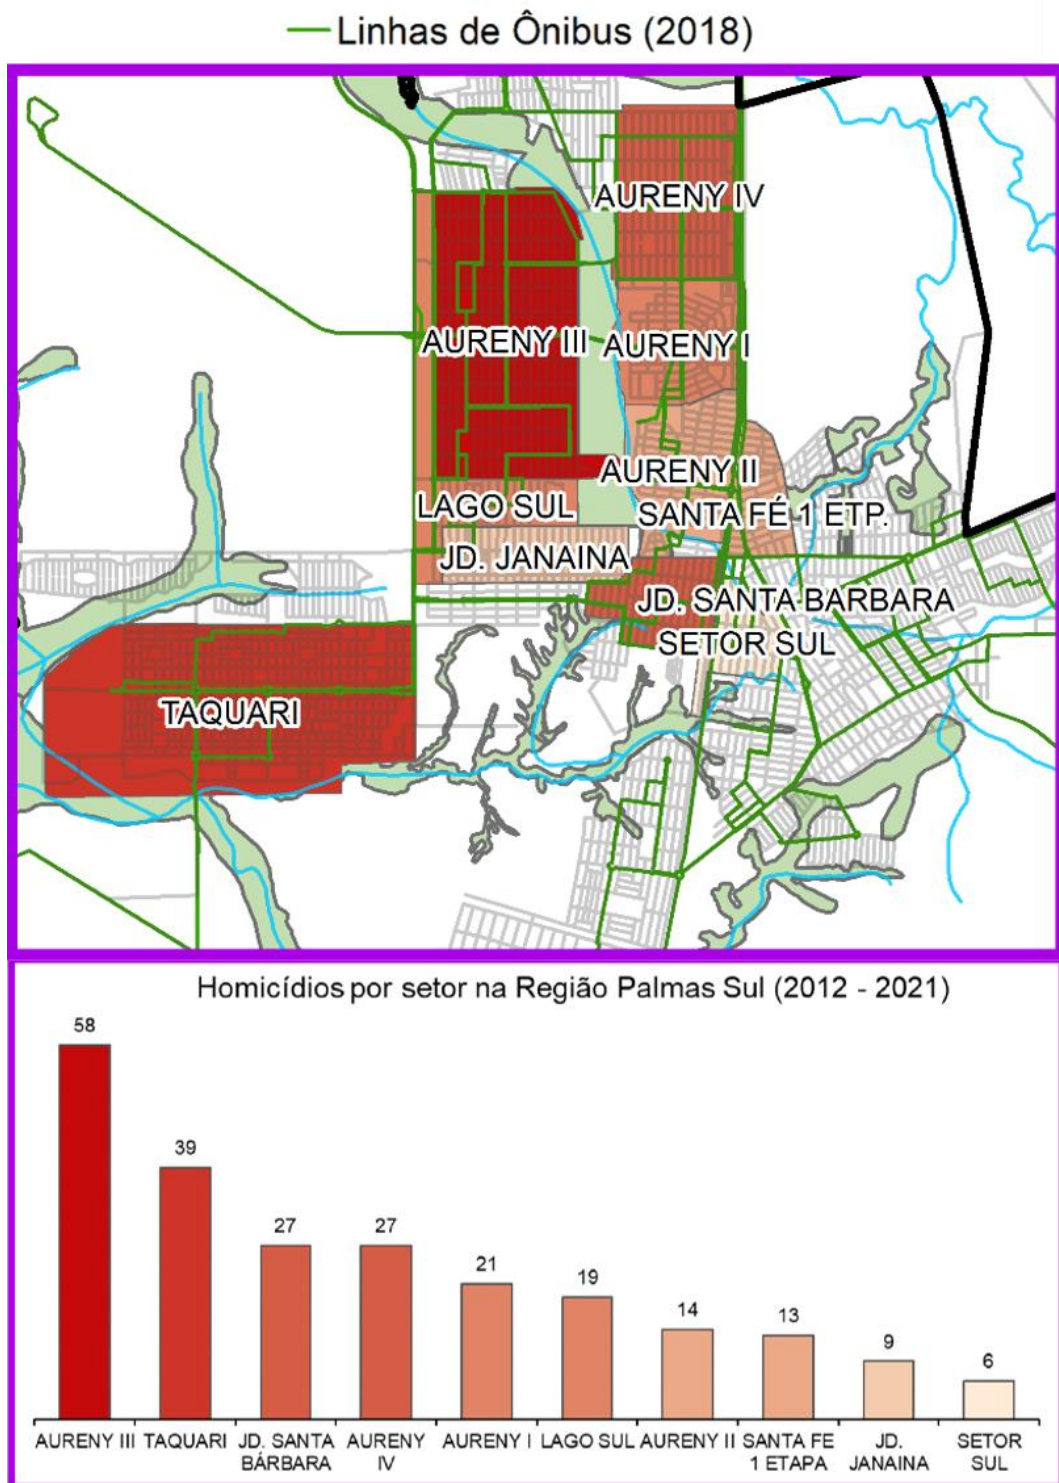 Linhas de Ônibus (2018)
AURENY IV
AURENY III
AURENY I
AURENY II
LAGO SUL
SANTA FÉ 1 ETP.
JD. JANAINA
JD. SANTA BARBARA
SETOR SUL
TAQUARI
Homicídios por setor na Região Palmas Sul (2012 - 2021)
58
39
27
27
21
19
14
13
9
6
AURENY III
TAQUARI
JD. SANTA
BÁRBARA
AURENY
IV
AURENY I
LAGO SUL
AURENY II
SANTA FE
1 ETAPA
JD.
JANAINA
SETOR
SUL